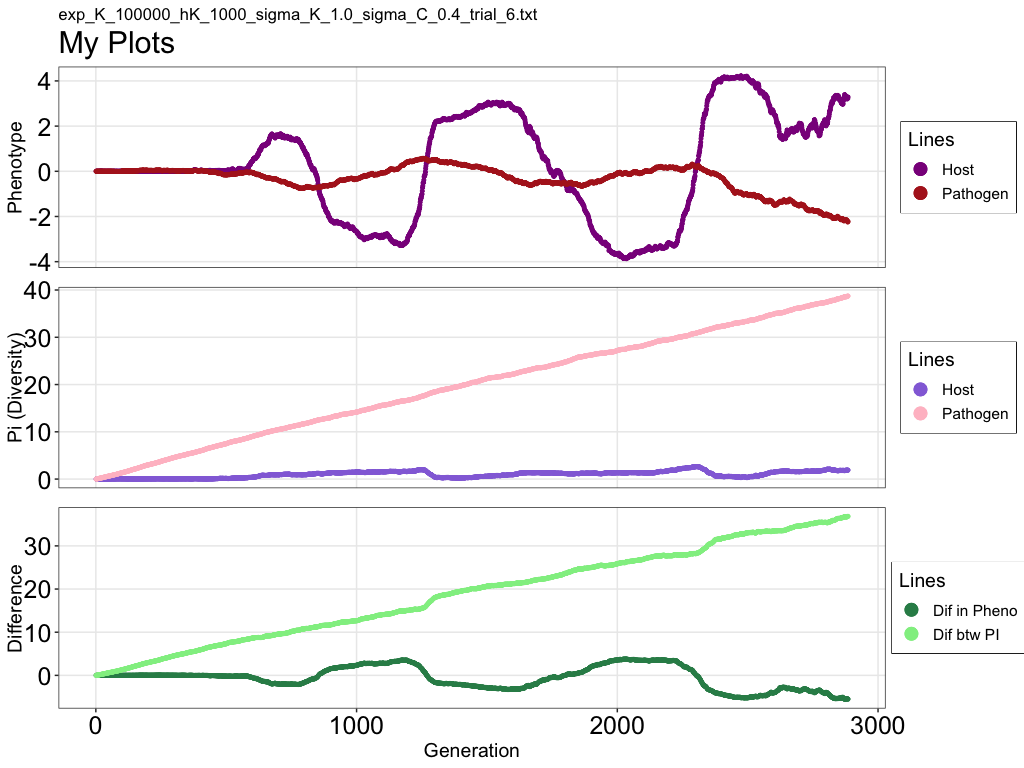 exp_K_100000_hK_1000_sigma_K_1.0_sigma_C_0.4_trial_6.txt
My Plots
Phenotype
4
2
0
-2
-4
Lines
Host
Pathogen
Pi (Diversity)
40
30
20
10
0
Lines
Host
Pathogen
Difference
30
20
10
0
Lines
Dif in Pheno
Dif btw PI
0 1000 2000 3000
Generation